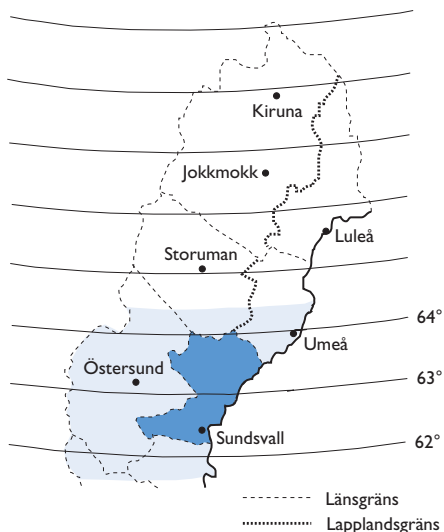 Kiruna
Jokkmokk
Luleå
Storuman
64°
Umeå
Östersund
63°
Sundsvall
62°
Länsgräns
Lapplandsgräns